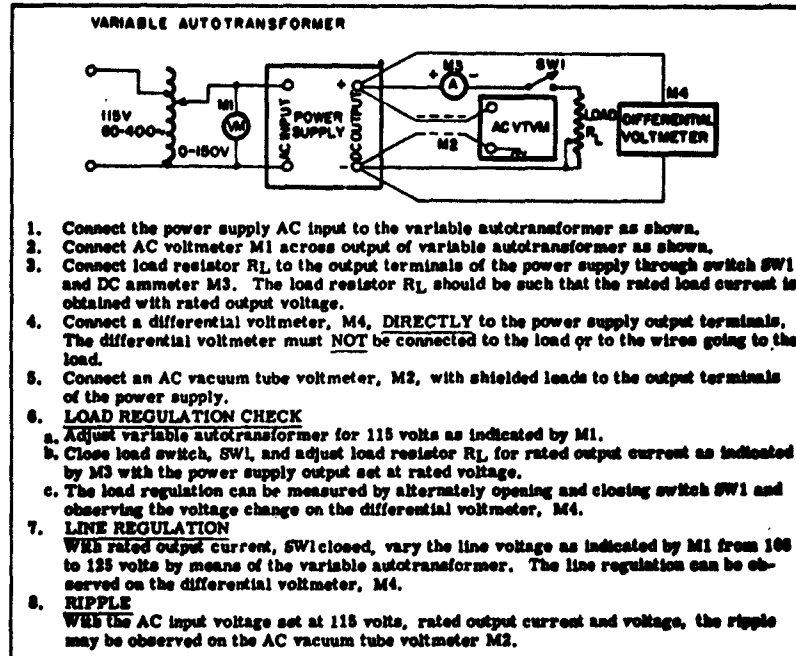 VARIABLE AUTOTRANSFORMER
M3
SW1
+ A -
M4
115V
60-400~
M1
VM
0-150V
AC INPUT
POWER SUPPLY
DC OUTPUT
+
-
AC VTVM
M2
LOAD
RL
DIFFERENTIAL
VOLTMETER
1. Connect the power supply AC input to the variable autotransformer as shown.
2. Connect AC voltmeter M1 across output of variable autotransformer as shown.
3. Connect load resistor RL to the output terminals of the power supply through switch SW1
and DC ammeter M3. The load resistor RL should be such that the rated load current is
obtained with rated output voltage.
4. Connect a differential voltmeter, M4, DIRECTLY to the power supply output terminals.
The differential voltmeter must NOT be connected to the load or to the wires going to the
load.
5. Connect an AC vacuum tube voltmeter, M2, with shielded leads to the output terminals
of the power supply.
6. LOAD REGULATION CHECK
a. Adjust variable autotransformer for 115 volts as indicated by M1.
b. Close load switch, SW1, and adjust load resistor RL for rated output current as indicated
by M3 with the power supply output set at rated voltage.
c. The load regulation can be measured by alternately opening and closing switch SW1 and
observing the voltage change on the differential voltmeter, M4.
7. LINE REGULATION
With rated output current, SW1 closed, vary the line voltage as indicated by M1 from
to 125 volts by means of the variable autotransformer. The line regulation can be ob-
served on the differential voltmeter, M4.
8. RIPPLE
With the AC input voltage set at 115 volts, rated output current and voltage, the ripple
may be observed on the AC vacuum tube voltmeter M2.